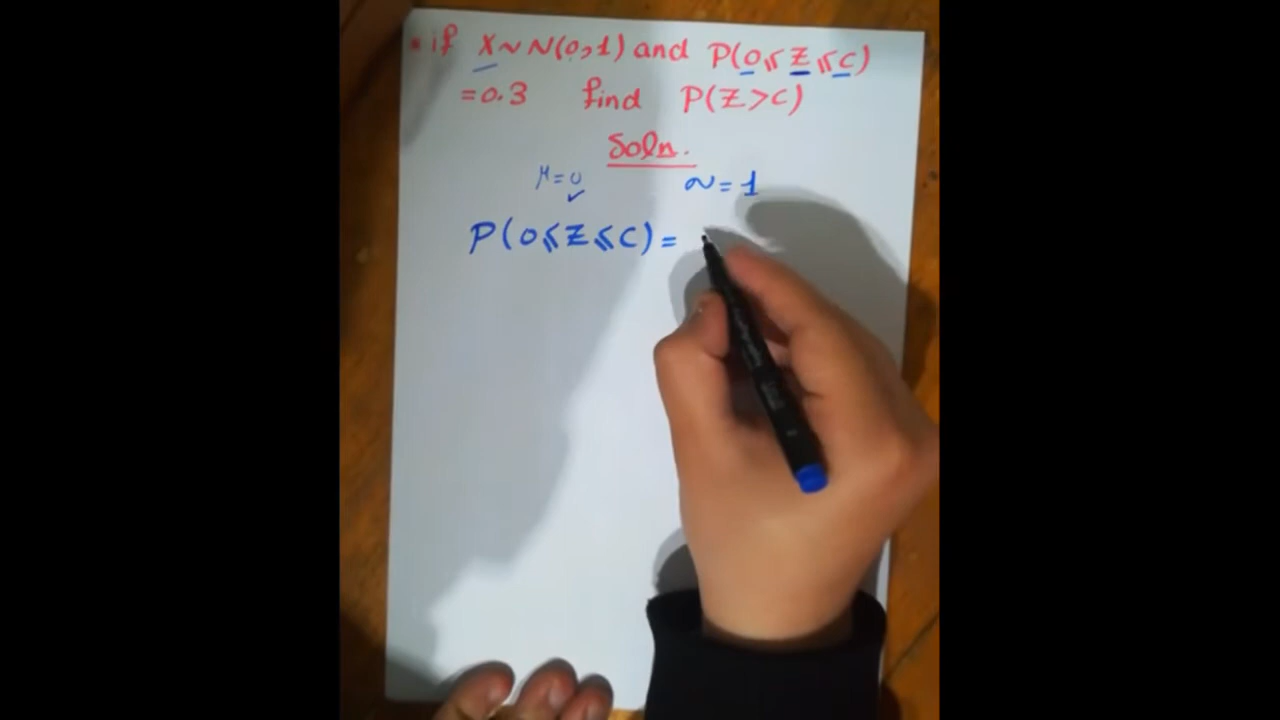 • if X ~ N(0,1) and P(0⩽Z⩽C)
=0.3 find P(Z>C)
Soln.
μ=0 ✓ ~=1
P(0⩽Z⩽C)=